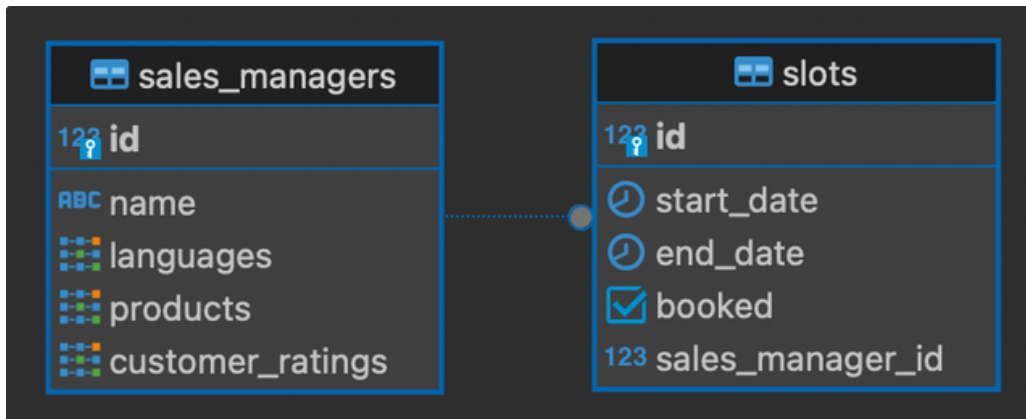 sales_managers
123 id
ABC name
languages
products
customer_ratings
slots
123 id
start_date
end_date
booked
123 sales_manager_id